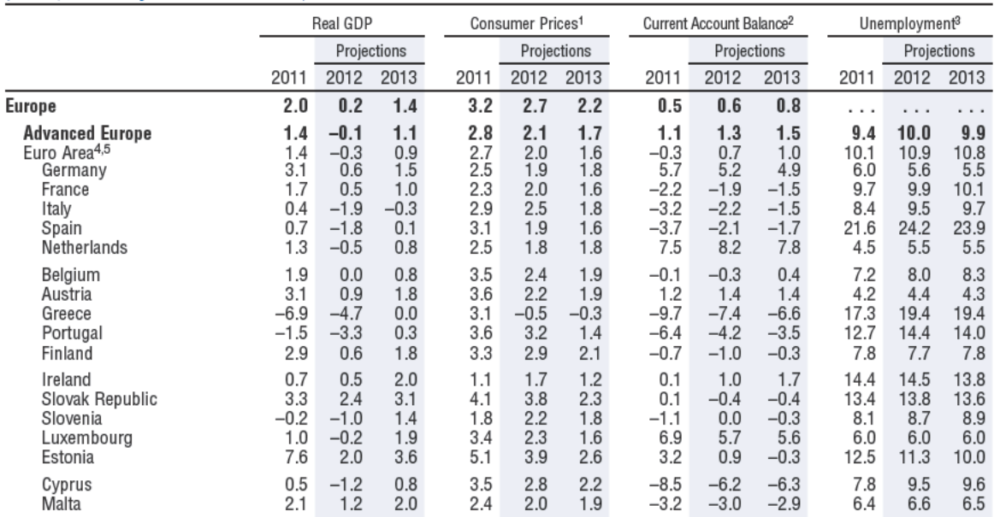 Real GDP Consumer Prices¹ Current Account Balance² Unemployment³
Projections Projections Projections Projections
2011 2012 2013 2011 2012 2013 2011 2012 2013 2011 2012 2013
Europe 2.0 0.2 1.4 3.2 2.7 2.2 0.5 0.6 0.8 . . . . . . . . .
Advanced Europe 1.4 –0.1 1.1 2.8 2.1 1.7 1.1 1.3 1.5 9.4 10.0 9.9
Euro Area⁴,⁵ 1.4 –0.3 0.9 2.7 2.0 1.6 –0.3 0.7 1.0 10.1 10.9 10.8
Germany 3.1 0.6 1.5 2.5 1.9 1.8 5.7 5.2 4.9 6.0 5.6 5.5
France 1.7 0.5 1.0 2.3 2.0 1.6 –2.2 –1.9 –1.5 9.7 9.9 10.1
Italy 0.4 –1.9 –0.3 2.9 2.5 1.8 –3.2 –2.2 –1.5 8.4 9.5 9.7
Spain 0.7 –1.8 0.1 3.1 1.9 1.6 –3.7 –2.1 –1.7 21.6 24.2 23.9
Netherlands 1.3 –0.5 0.8 2.5 1.8 1.8 7.5 8.2 7.8 4.5 5.5 5.5
Belgium 1.9 0.0 0.8 3.5 2.4 1.9 –0.1 –0.3 0.4 7.2 8.0 8.3
Austria 3.1 0.9 1.8 3.6 2.2 1.9 1.2 1.4 1.4 4.2 4.4 4.3
Greece –6.9 –4.7 0.0 3.1 –0.5 –0.3 –9.7 –7.4 –6.6 17.3 19.4 19.4
Portugal –1.5 –3.3 0.3 3.6 3.2 1.4 –6.4 –4.2 –3.5 12.7 14.4 14.0
Finland 2.9 0.6 1.8 3.3 2.9 2.1 –0.7 –1.0 –0.3 7.8 7.7 7.8
Ireland 0.7 0.5 2.0 1.1 1.7 1.2 0.1 1.0 1.7 14.4 14.5 13.8
Slovak Republic 3.3 2.4 3.1 4.1 3.8 2.3 0.1 –0.4 –0.4 13.4 13.8 13.6
Slovenia –0.2 –1.0 1.4 1.8 2.2 1.8 –1.1 0.0 –0.3 8.1 8.7 8.9
Luxembourg 1.0 –0.2 1.9 3.4 2.3 1.6 6.9 5.7 5.6 6.0 6.0 6.0
Estonia 7.6 2.0 3.6 5.1 3.9 2.6 3.2 0.9 –0.3 12.5 11.3 10.0
Cyprus 0.5 –1.2 0.8 3.5 2.8 2.2 –8.5 –6.2 –6.3 7.8 9.5 9.6
Malta 2.1 1.2 2.0 2.4 2.0 1.9 –3.2 –3.0 –2.9 6.4 6.6 6.5